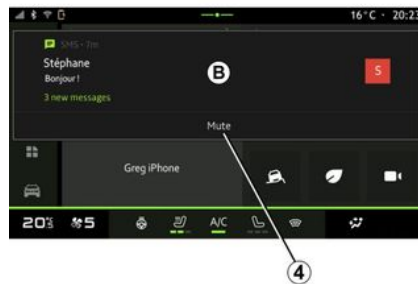 16°C · 20:23
SMS · 7m
Stéphane
Bonjour !
3 new messages
B
S
Mute
Greg iPhone
20.5 5 A/C
4